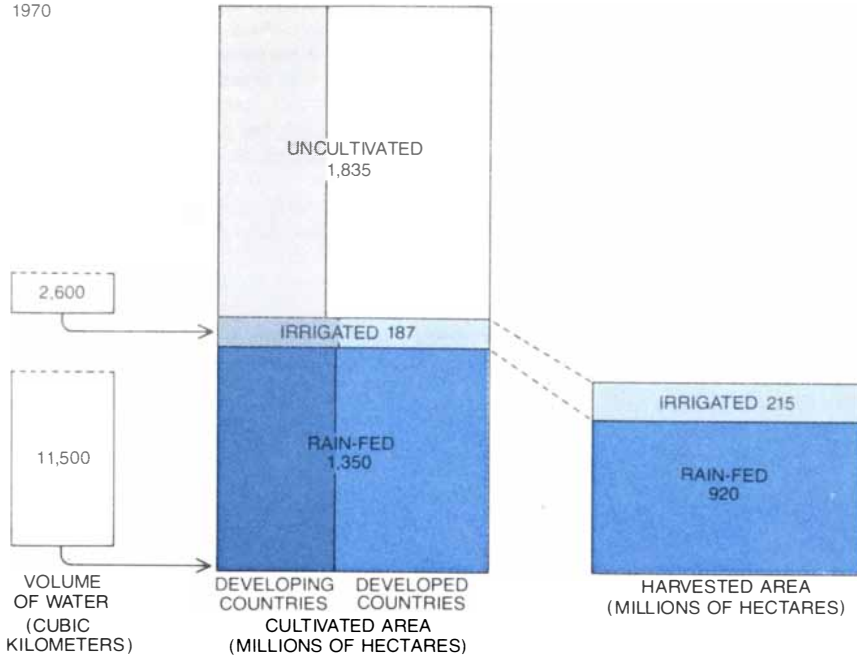 1970
UNCULTIVATED
1,835
2,600
IRRIGATED 187
IRRIGATED 215
11,500
RAIN-FED
1,350
RAIN-FED
920
VOLUME
OF WATER
(CUBIC
KILOMETERS)
DEVELOPING
COUNTRIES
DEVELOPED
COUNTRIES
CULTIVATED AREA
(MILLIONS OF HECTARES)
HARVESTED AREA
(MILLIONS OF HECTARES)